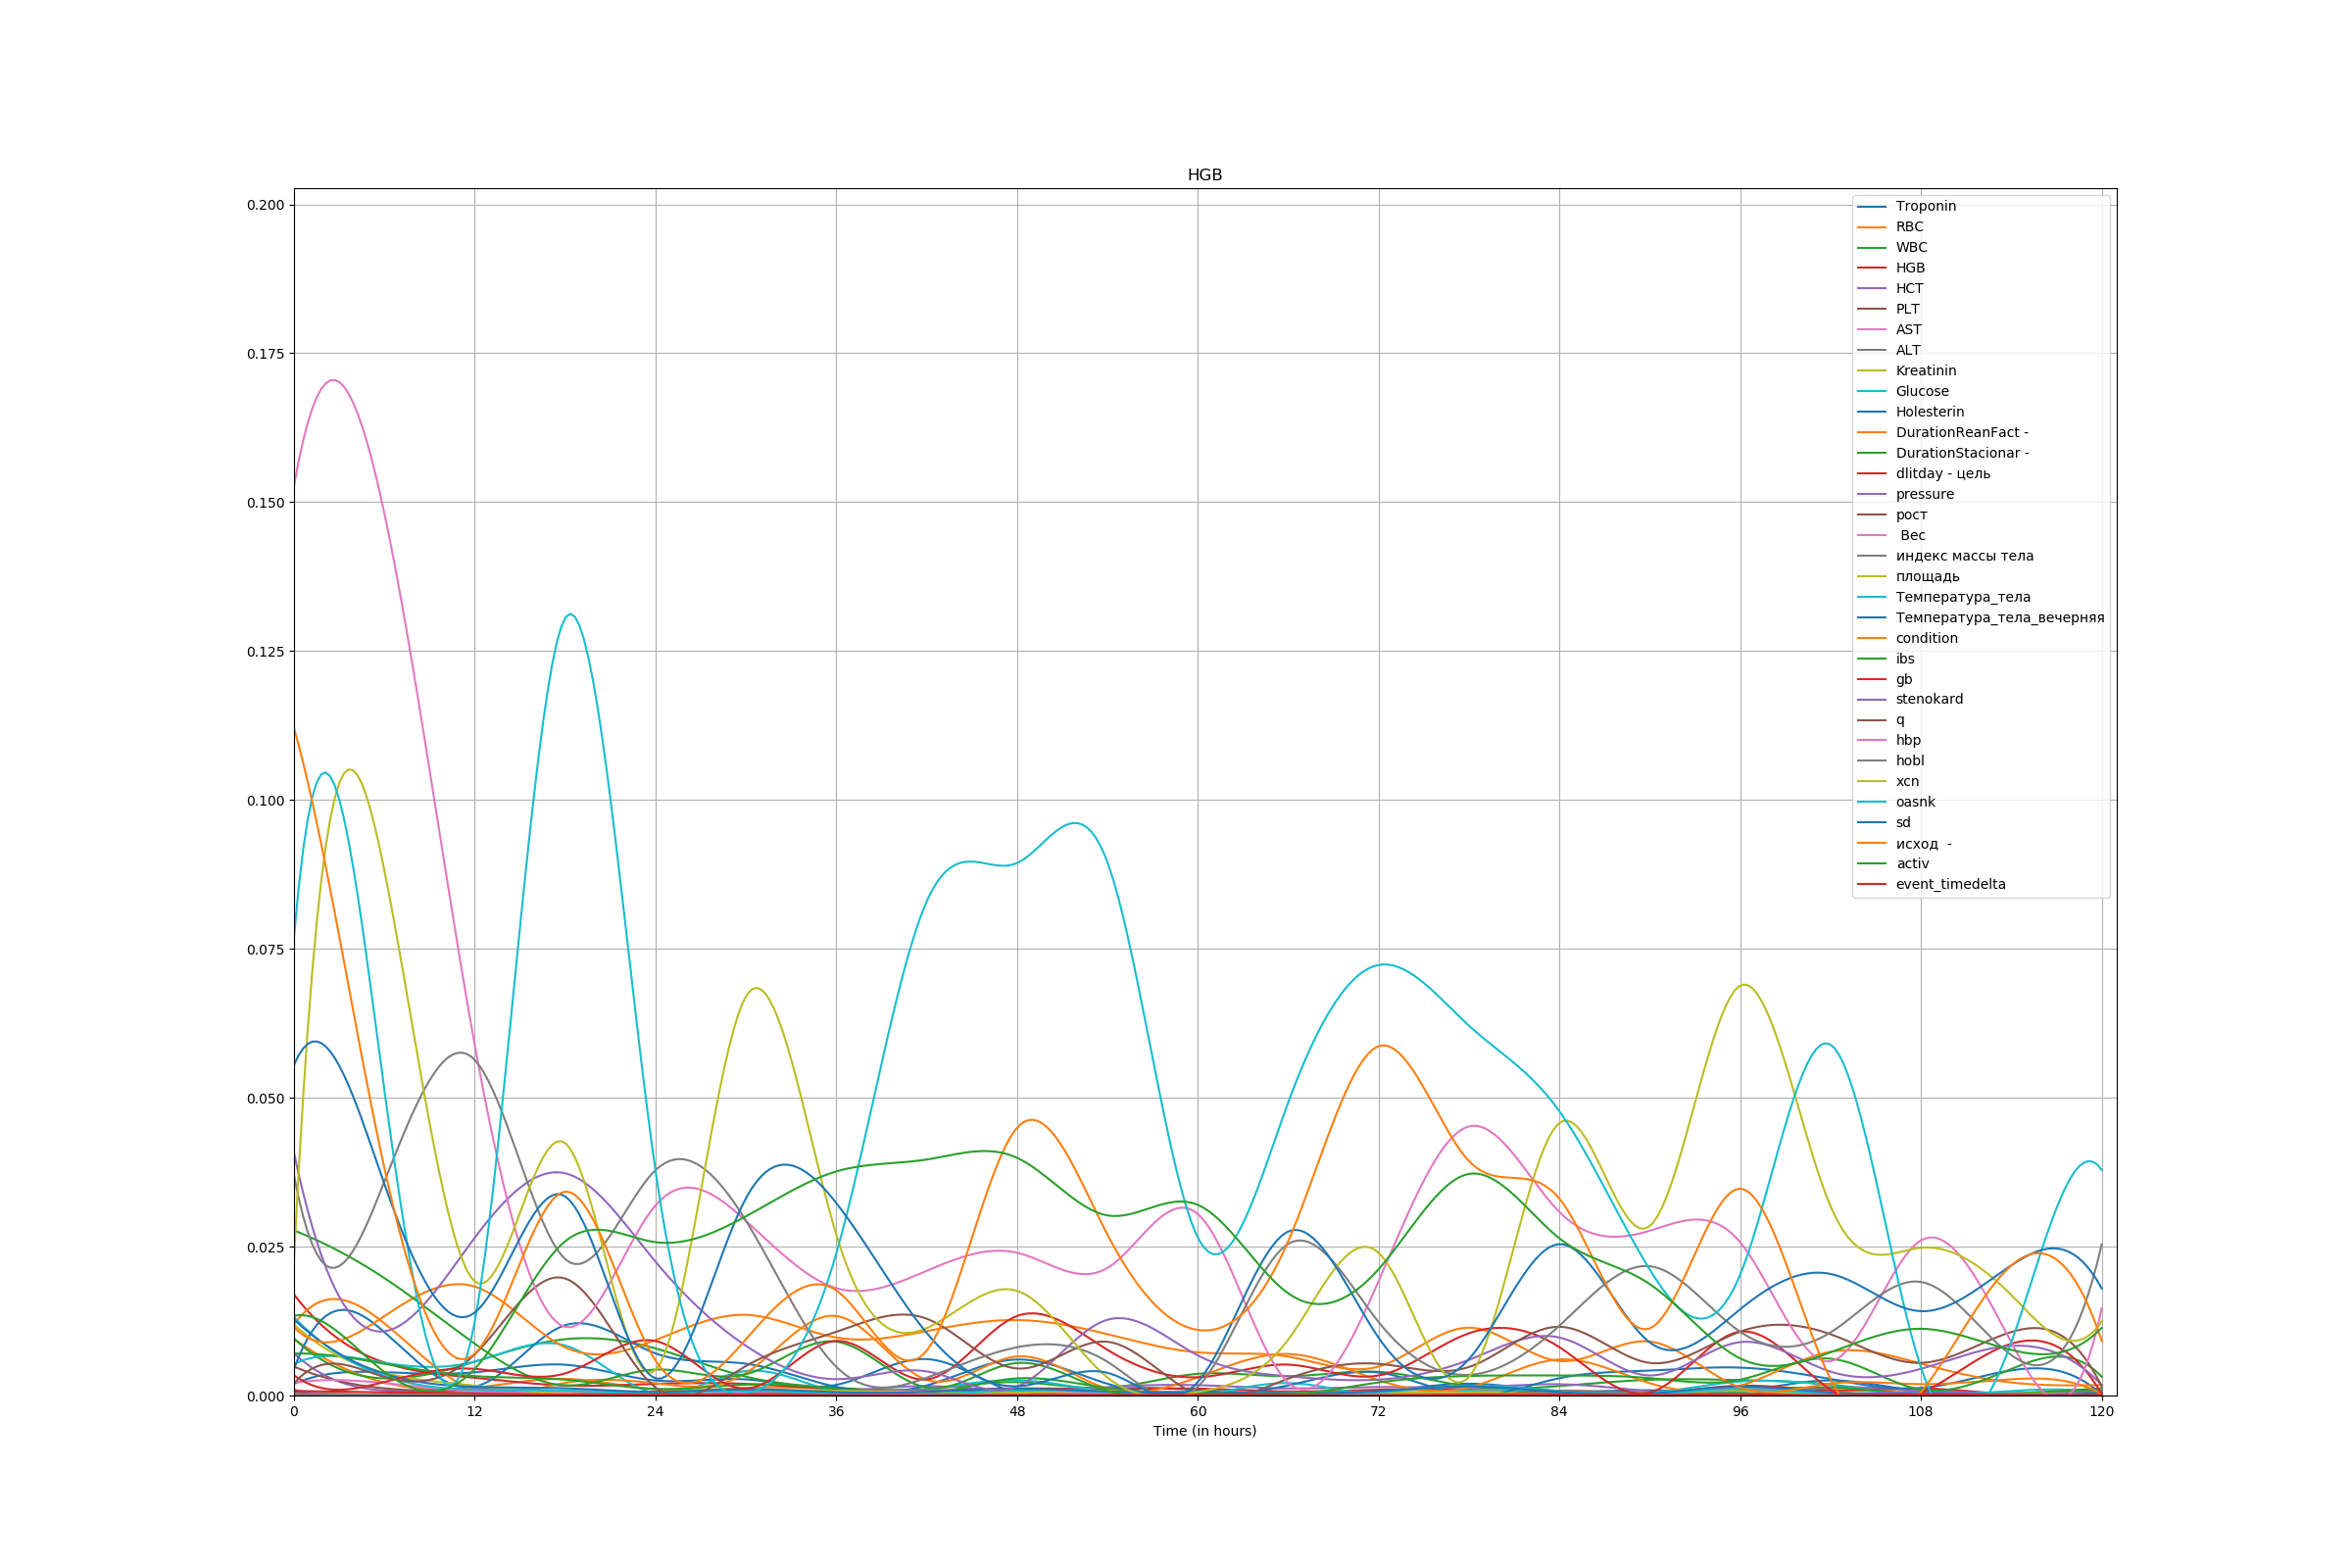 HGB
0.200
0.175
0.150
0.125
0.100
0.075
0.050
0.025
0.000
0 12 24 36 48 60 72 84 96 108 120
Time (in hours)
Troponin
RBC
WBC
HGB
HCT
PLT
AST
ALT
Kreatinin
Glucose
Holesterin
DurationReanFact -
DurationStacionar -
dlitday - цель
pressure
рост
Вес
индекс массы тела
площадь
Температура_тела
Температура_тела_вечерняя
condition
ibs
gb
stenokard
q
hbp
hobl
xcn
oasnk
sd
исход  -
activ
event_timedelta